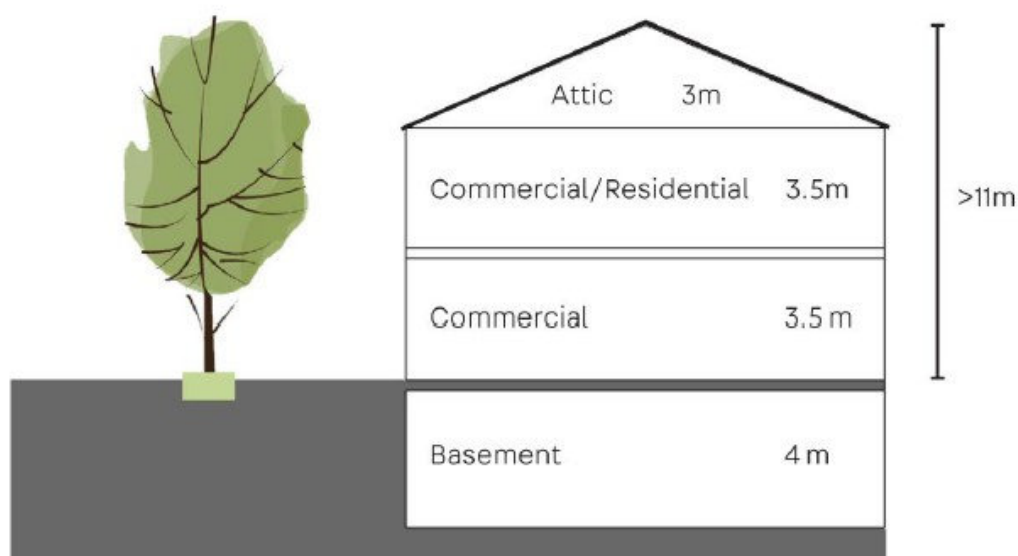 Attic 3m
Commercial/Residential 3.5m
>11m
Commercial 3.5 m
Basement 4 m